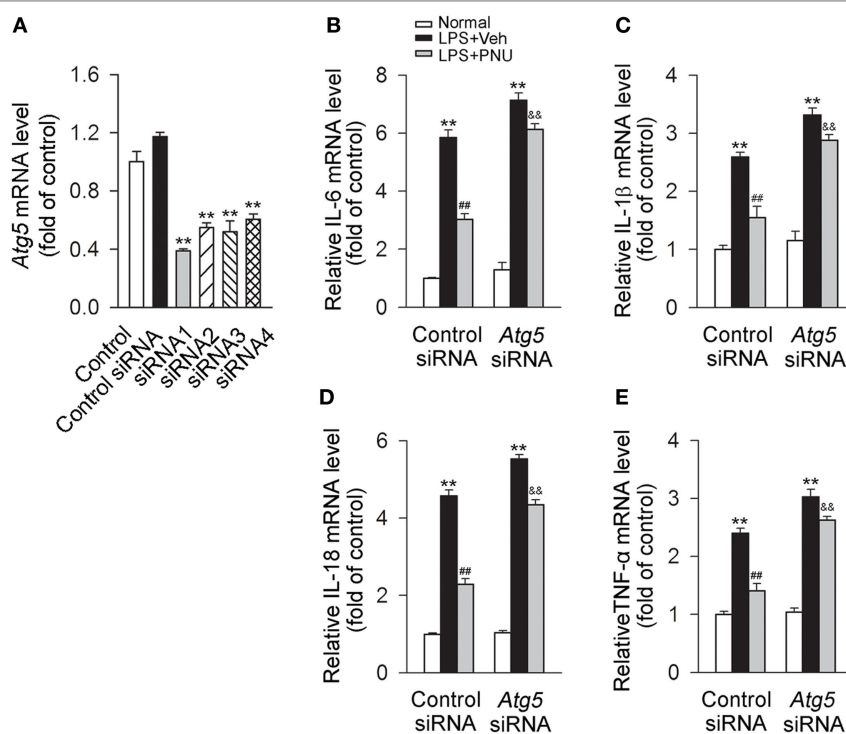 A
Atg5 mRNA level
(fold of control)
1.6
1.2
0.8
0.4
0.0
**
**
**
**
Control
Control siRNA
siRNA1
siRNA2
siRNA3
siRNA4
Normal
LPS+Veh
LPS+PNU
B
Relative IL-6 mRNA level
(fold of control)
8
6
4
2
0
**
##
**
&&
Control
siRNA
Atg5
siRNA
C
Relative IL-1β mRNA level
(fold of control)
4
3
2
1
0
**
##
**
&&
Control
siRNA
Atg5
siRNA
D
Relative IL-18 mRNA level
(fold of control)
6
4
2
0
**
##
**
&&
Control
siRNA
Atg5
siRNA
E
RelativeTNF-α mRNA level
(fold of control)
4
3
2
1
0
**
##
**
&&
Control
siRNA
Atg5
siRNA